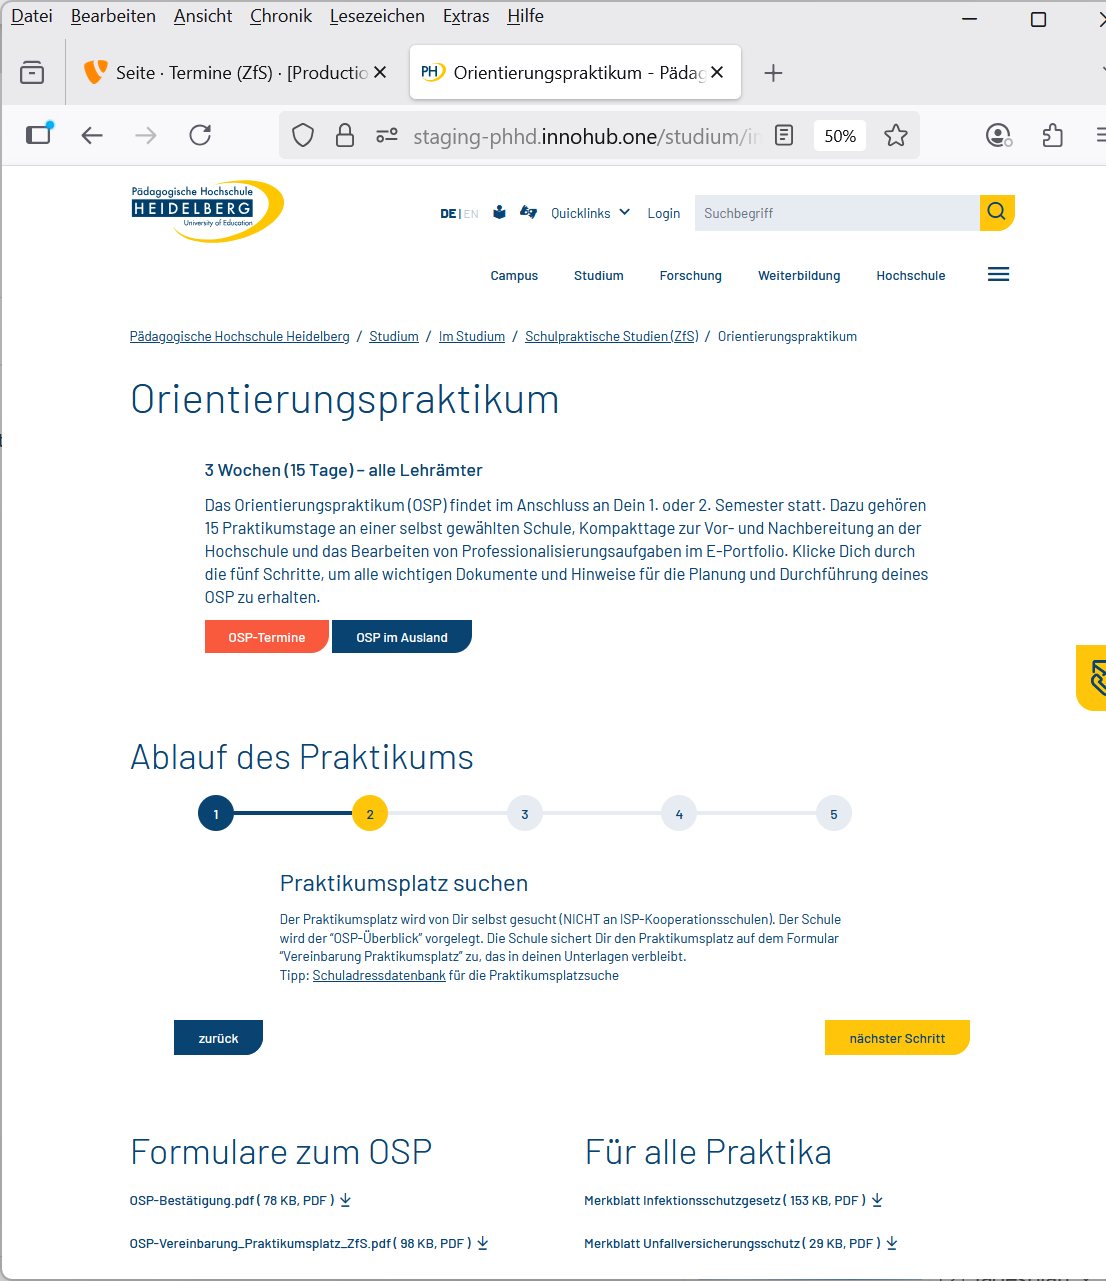 Datei Bearbeiten Ansicht Chronik Lesezeichen Extras Hilfe
Seite · Termine (ZfS) · [Productio
PH Orientierungspraktikum - Pädag
staging-phhd.innohub.one/studium/in
50%
Pädagogische Hochschule
HEIDELBERG
University of Education
DE | EN Quicklinks Login Suchbegriff
Campus Studium Forschung Weiterbildung Hochschule
Pädagogische Hochschule Heidelberg / Studium / Im Studium / Schulpraktische Studien (ZfS) / Orientierungspraktikum
Orientierungspraktikum
3 Wochen (15 Tage) – alle Lehrämter
Das Orientierungspraktikum (OSP) findet im Anschluss an Dein 1. oder 2. Semester statt. Dazu gehören
15 Praktikumstage an einer selbst gewählten Schule, Kompakttage zur Vor- und Nachbereitung an der
Hochschule und das Bearbeiten von Professionalisierungsaufgaben im E-Portfolio. Klicke Dich durch
die fünf Schritte, um alle wichtigen Dokumente und Hinweise für die Planung und Durchführung deines
OSP zu erhalten.
OSP-Termine OSP im Ausland
Ablauf des Praktikums
1 2 3 4 5
Praktikumsplatz suchen
Der Praktikumsplatz wird von Dir selbst gesucht (NICHT an ISP-Kooperationsschulen). Der Schule
wird der “OSP-Überblick” vorgelegt. Die Schule sichert Dir den Praktikumsplatz auf dem Formular
“Vereinbarung Praktikumsplatz” zu, das in deinen Unterlagen verbleibt.
Tipp: Schuladressdatenbank für die Praktikumsplatzsuche
zurück nächster Schritt
Formulare zum OSP
OSP-Bestätigung.pdf ( 78 KB, PDF )
OSP-Vereinbarung_Praktikumsplatz_ZfS.pdf ( 98 KB, PDF )
Für alle Praktika
Merkblatt Infektionsschutzgesetz ( 153 KB, PDF )
Merkblatt Unfallversicherungsschutz ( 29 KB, PDF )